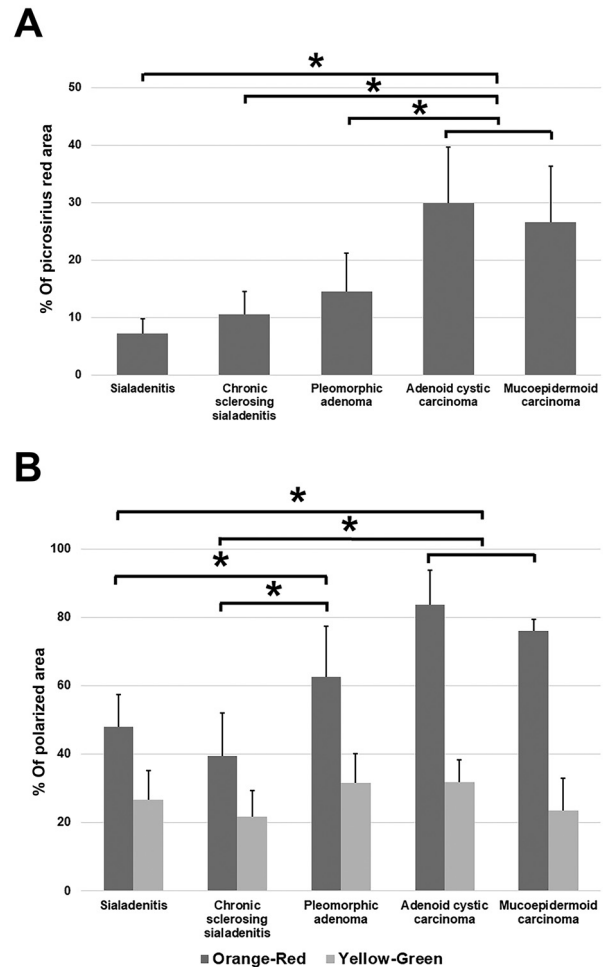 A
*
*
*
50
40
30
20
10
0
% Of picrosirius red area
Sialadenitis
Chronic
sclerosing
sialadenitis
Pleomorphic
adenoma
Adenoid cystic
carcinoma
Mucoepidermoid
carcinoma
B
*
*
*
*
100
80
60
40
20
0
% Of polarized area
Sialadenitis
Chronic
sclerosing
sialadenitis
Pleomorphic
adenoma
Adenoid cystic
carcinoma
Mucoepidermoid
carcinoma
Orange-Red Yellow-Green